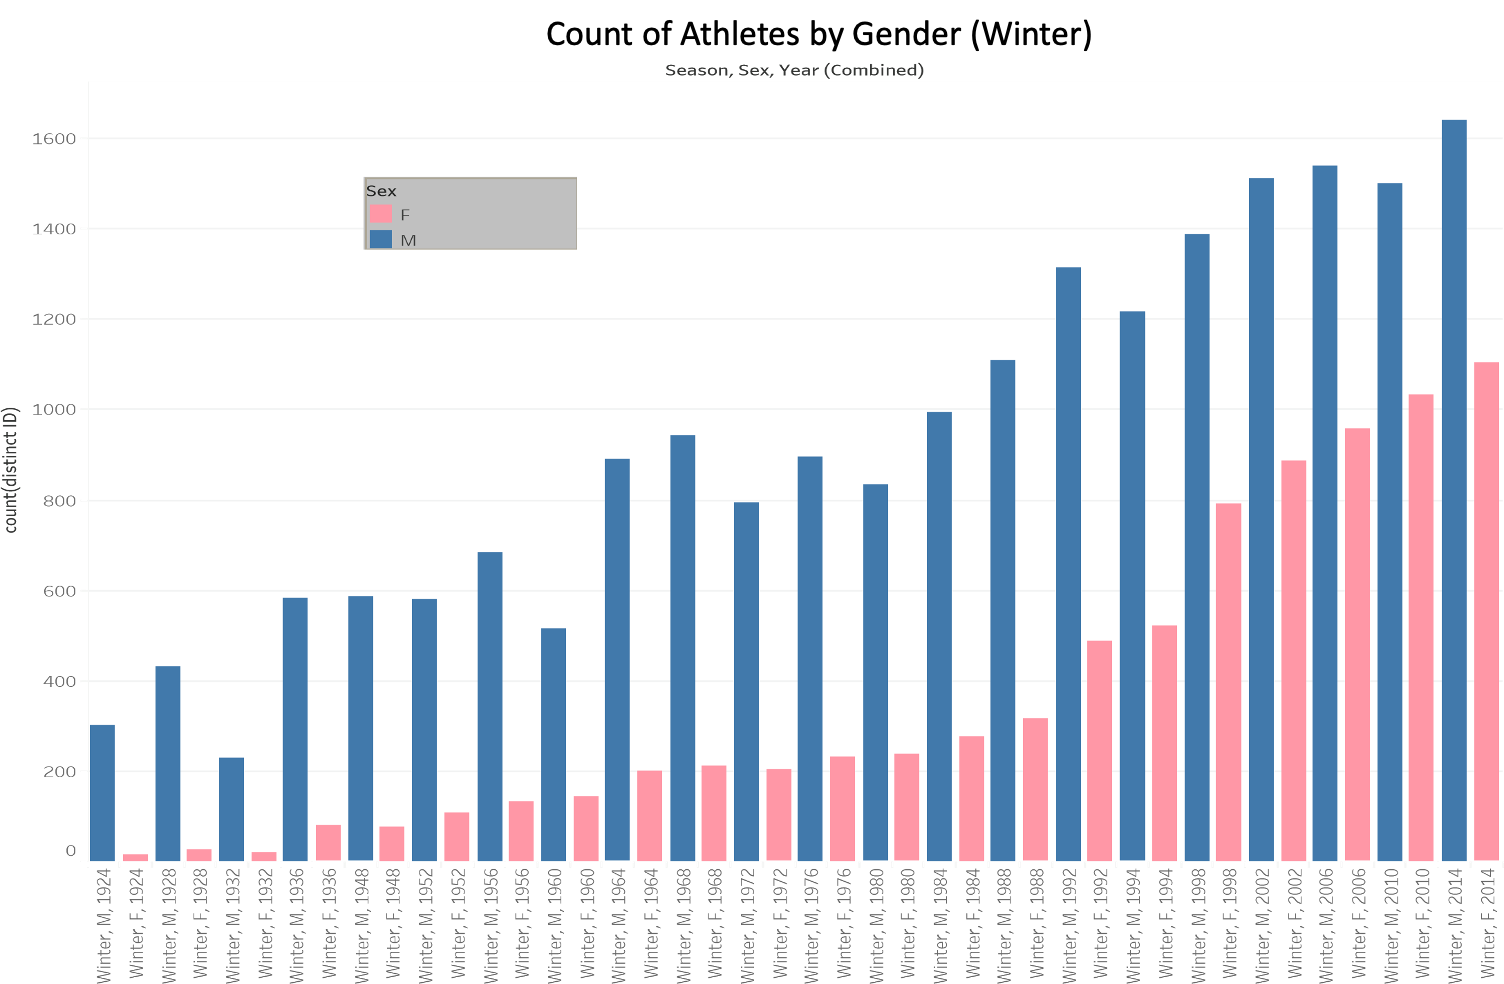 Count of Athletes by Gender (Winter)
Season, Sex, Year (Combined)
1600
1400
1200
1000
800
600
400
200
0
count(distinct ID)
Sex
F
M
Winter, M, 1924
Winter, F, 1924
Winter, M, 1928
Winter, F, 1928
Winter, M, 1932
Winter, F, 1932
Winter, M, 1936
Winter, F, 1936
Winter, M, 1948
Winter, F, 1948
Winter, M, 1952
Winter, F, 1952
Winter, M, 1956
Winter, F, 1956
Winter, M, 1960
Winter, F, 1960
Winter, M, 1964
Winter, F, 1964
Winter, M, 1968
Winter, F, 1968
Winter, M, 1972
Winter, F, 1972
Winter, M, 1976
Winter, F, 1976
Winter, M, 1980
Winter, F, 1980
Winter, M, 1984
Winter, F, 1984
Winter, M, 1988
Winter, F, 1988
Winter, M, 1992
Winter, F, 1992
Winter, M, 1994
Winter, F, 1994
Winter, M, 1998
Winter, F, 1998
Winter, M, 2002
Winter, F, 2002
Winter, M, 2006
Winter, F, 2006
Winter, M, 2010
Winter, F, 2010
Winter, M, 2014
Winter, F, 2014